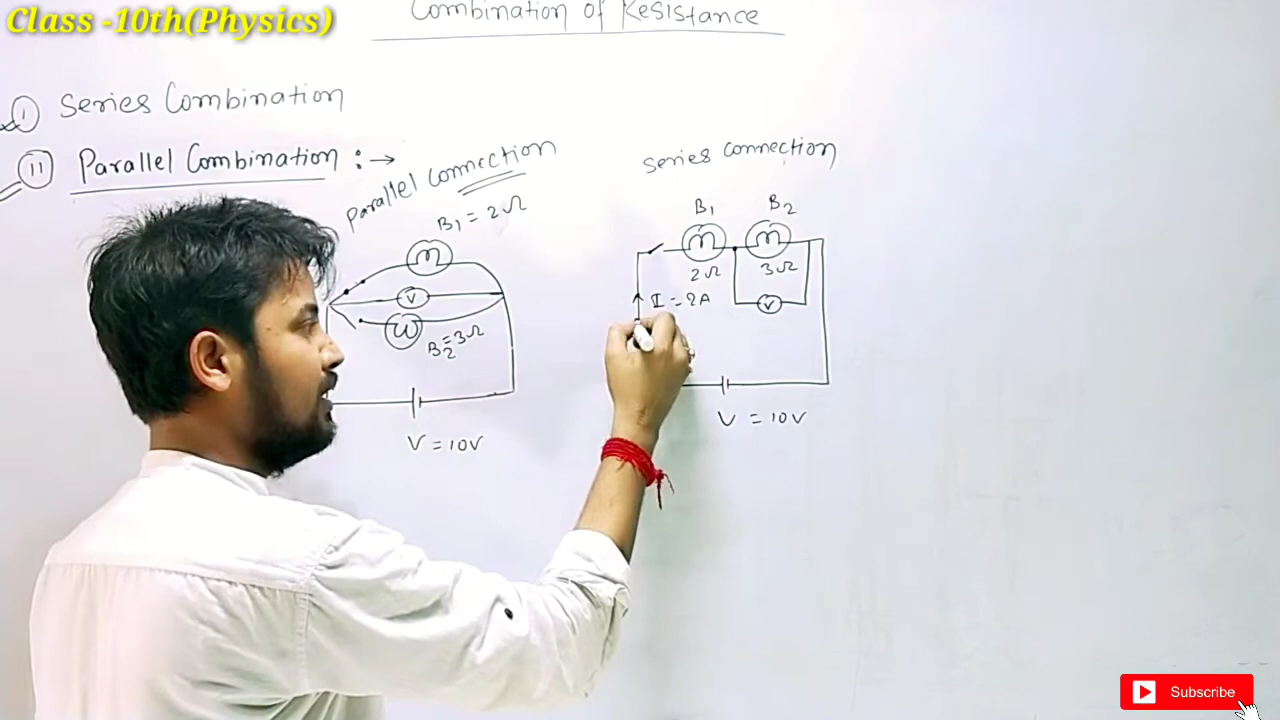 Class -10th(Physics)
Combination of Resistance
I Series Combination
II Parallel Combination : →
Parallel Connection
B₁ = 2Ω
V
B₂ = 3Ω
V = 10V
Series Connection
B₁ B₂
2Ω 3Ω
I = 2A
V
V = 10V
Subscribe